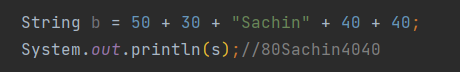 String b = 50 + 30 + "Sachin" + 40 + 40;
System.out.println(s);//80Sachin4040